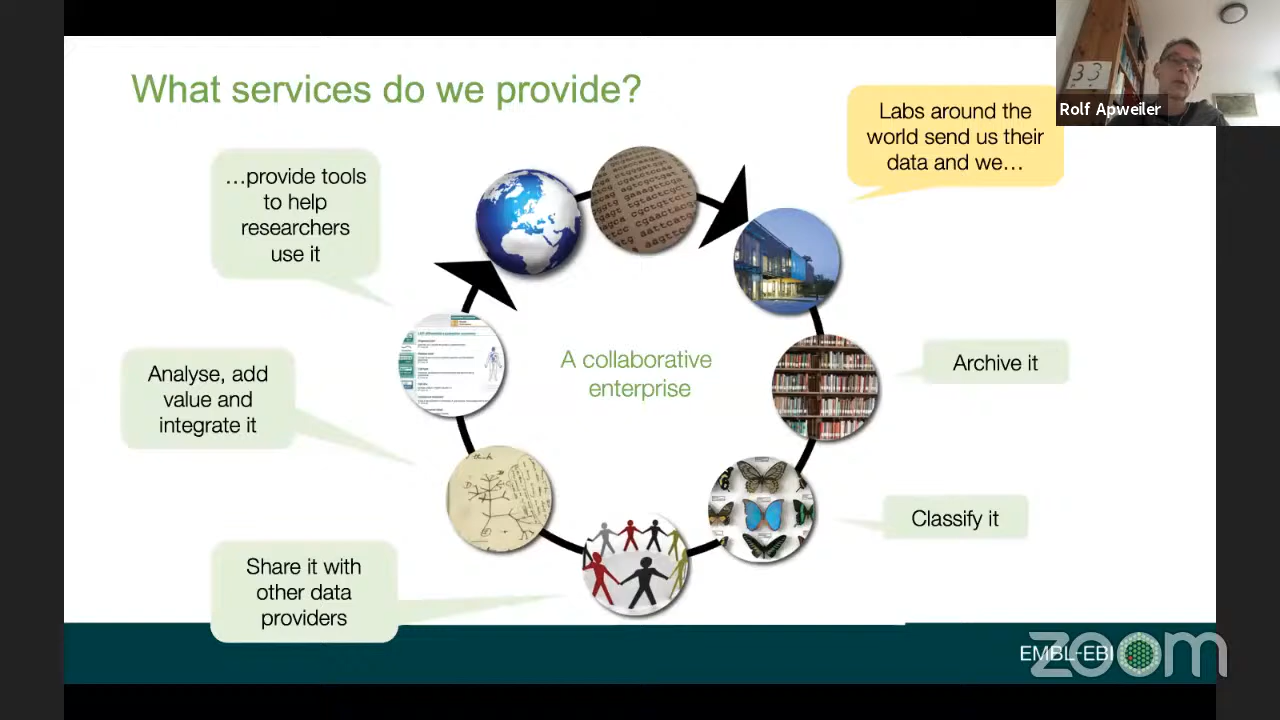 What services do we provide?
Labs around the
world send us their
data and we…
Rolf Apweiler
33
…provide tools
to help
researchers
use it
A collaborative
enterprise
Archive it
Analyse, add
value and
integrate it
Classify it
Share it with
other data
providers
think
EMBL-EBI
zoom